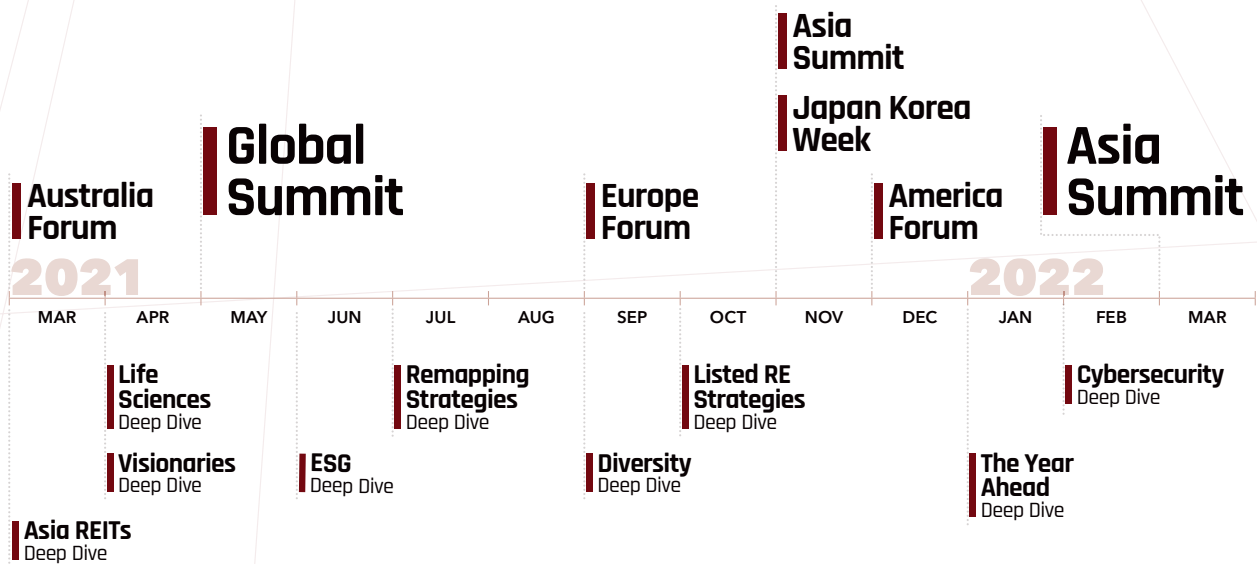 Asia
Summit
Japan Korea
Week
Global
Summit
Asia
Summit
Australia
Forum
Europe
Forum
America
Forum
2021
2022
MAR
APR
MAY
JUN
JUL
AUG
SEP
OCT
NOV
DEC
JAN
FEB
MAR
Life
Sciences
Deep Dive
Remapping
Strategies
Deep Dive
Listed RE
Strategies
Deep Dive
Cybersecurity
Deep Dive
Visionaries
Deep Dive
ESG
Deep Dive
Diversity
Deep Dive
The Year
Ahead
Deep Dive
Asia REITs
Deep Dive